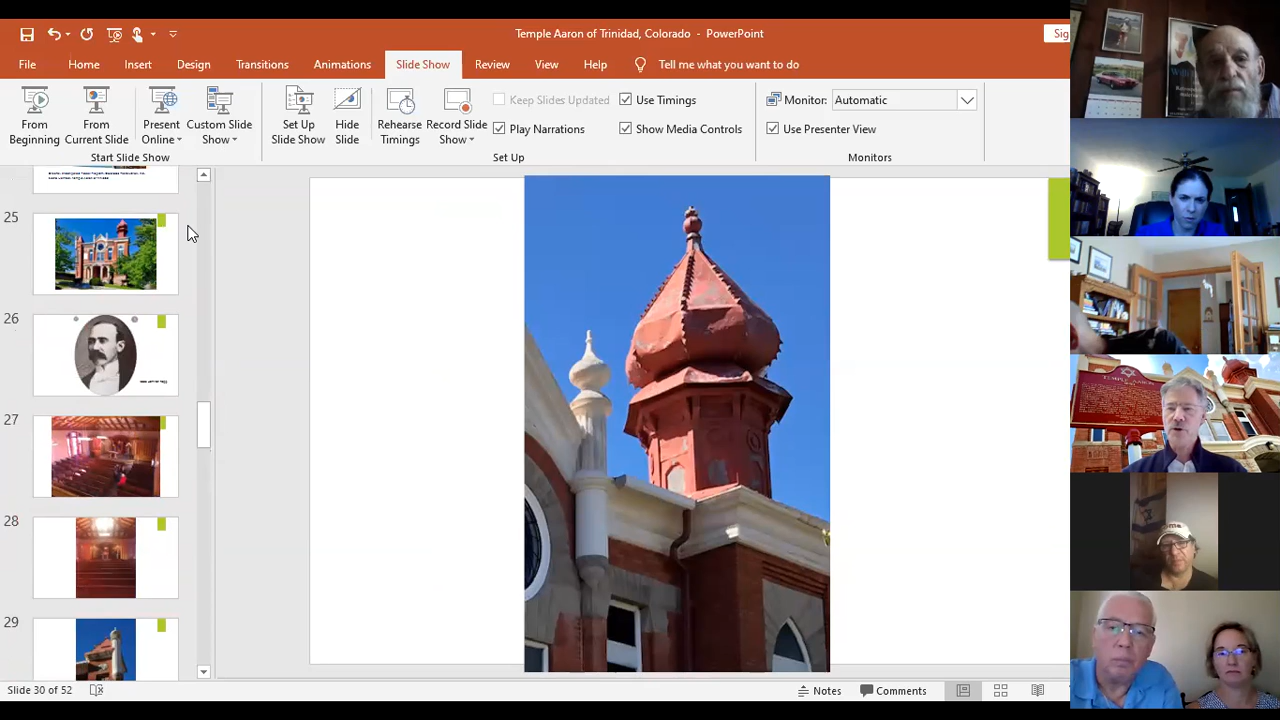 Temple Aaron of Trinidad, Colorado - PowerPoint
File Home Insert Design Transitions Animations Slide Show Review View Help Tell me what you want to do
From Beginning
From Current Slide
Present Online
Custom Slide Show
Start Slide Show
Set Up Slide Show
Hide Slide
Rehearse Timings
Record Slide Show
Keep Slides Updated
Play Narrations
Use Timings
Show Media Controls
Set Up
Monitor: Automatic
Use Presenter View
Monitors
25
26
27
28
29
TEMPLE AARON
Slide 30 of 52
Notes
Comments